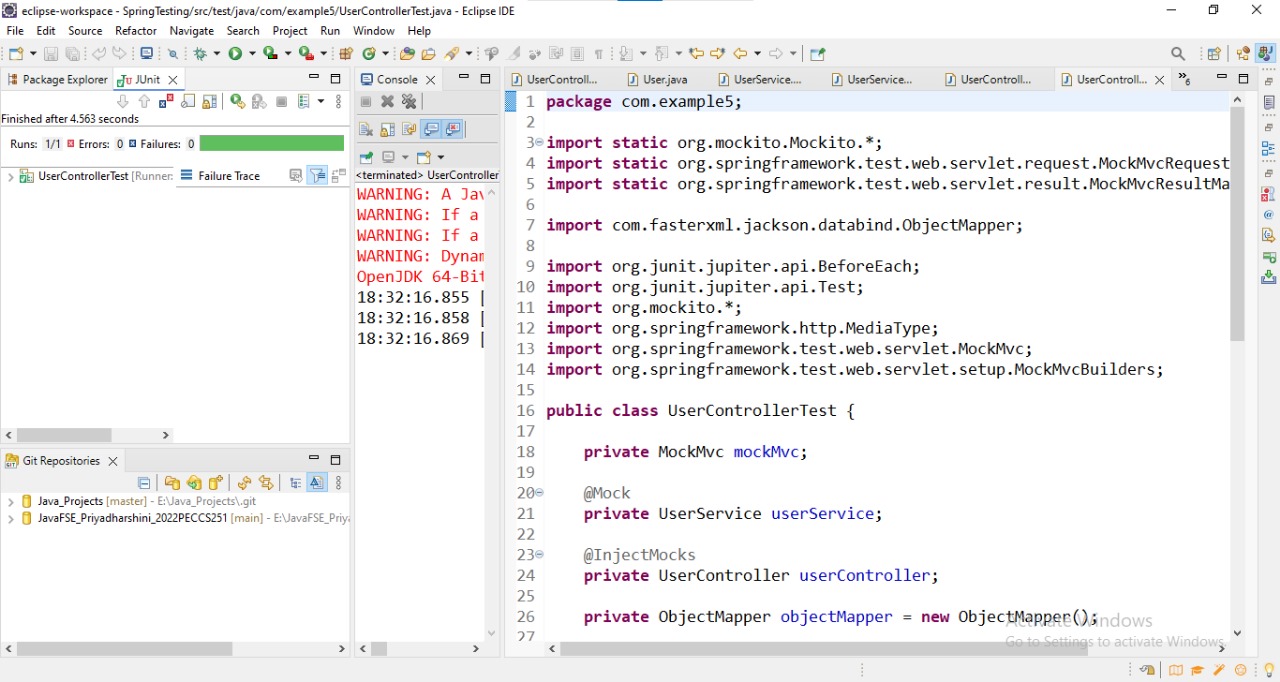 eclipse-workspace - SpringTesting/src/test/java/com/example5/UserControllerTest.java - Eclipse IDE
File Edit Source Refactor Navigate Search Project Run Window Help
Package Explorer JUnit
Finished after 4.563 seconds
Runs: 1/1 Errors: 0 Failures: 0
UserControllerTest [Runner:
Failure Trace
Git Repositories
Java_Projects [master] - E:\Java_Projects\.git
JavaFSE_Priyadharshini_2022PECCS251 [main] - E:\JavaFSE_Priya
Console
<terminated> UserController
WARNING: A Jav
WARNING: If a
WARNING: If a
WARNING: Dynam
OpenJDK 64-Bit
18:32:16.855 [
18:32:16.858 [
18:32:16.869 [
UserControll... User.java UserService.... UserService... UserControll... UserControll... »6
1 package com.example5;
2
3 import static org.mockito.Mockito.*;
4 import static org.springframework.test.web.servlet.request.MockMvcRequest
5 import static org.springframework.test.web.servlet.result.MockMvcResultMa
6
7 import com.fasterxml.jackson.databind.ObjectMapper;
8
9 import org.junit.jupiter.api.BeforeEach;
10 import org.junit.jupiter.api.Test;
11 import org.mockito.*;
12 import org.springframework.http.MediaType;
13 import org.springframework.test.web.servlet.MockMvc;
14 import org.springframework.test.web.servlet.setup.MockMvcBuilders;
15
16 public class UserControllerTest {
17
18 private MockMvc mockMvc;
19
20 @Mock
21 private UserService userService;
22
23 @InjectMocks
24 private UserController userController;
25
26 private ObjectMapper objectMapper = new ObjectMapper();
27
Activate Windows
Go to Settings to activate Windows.